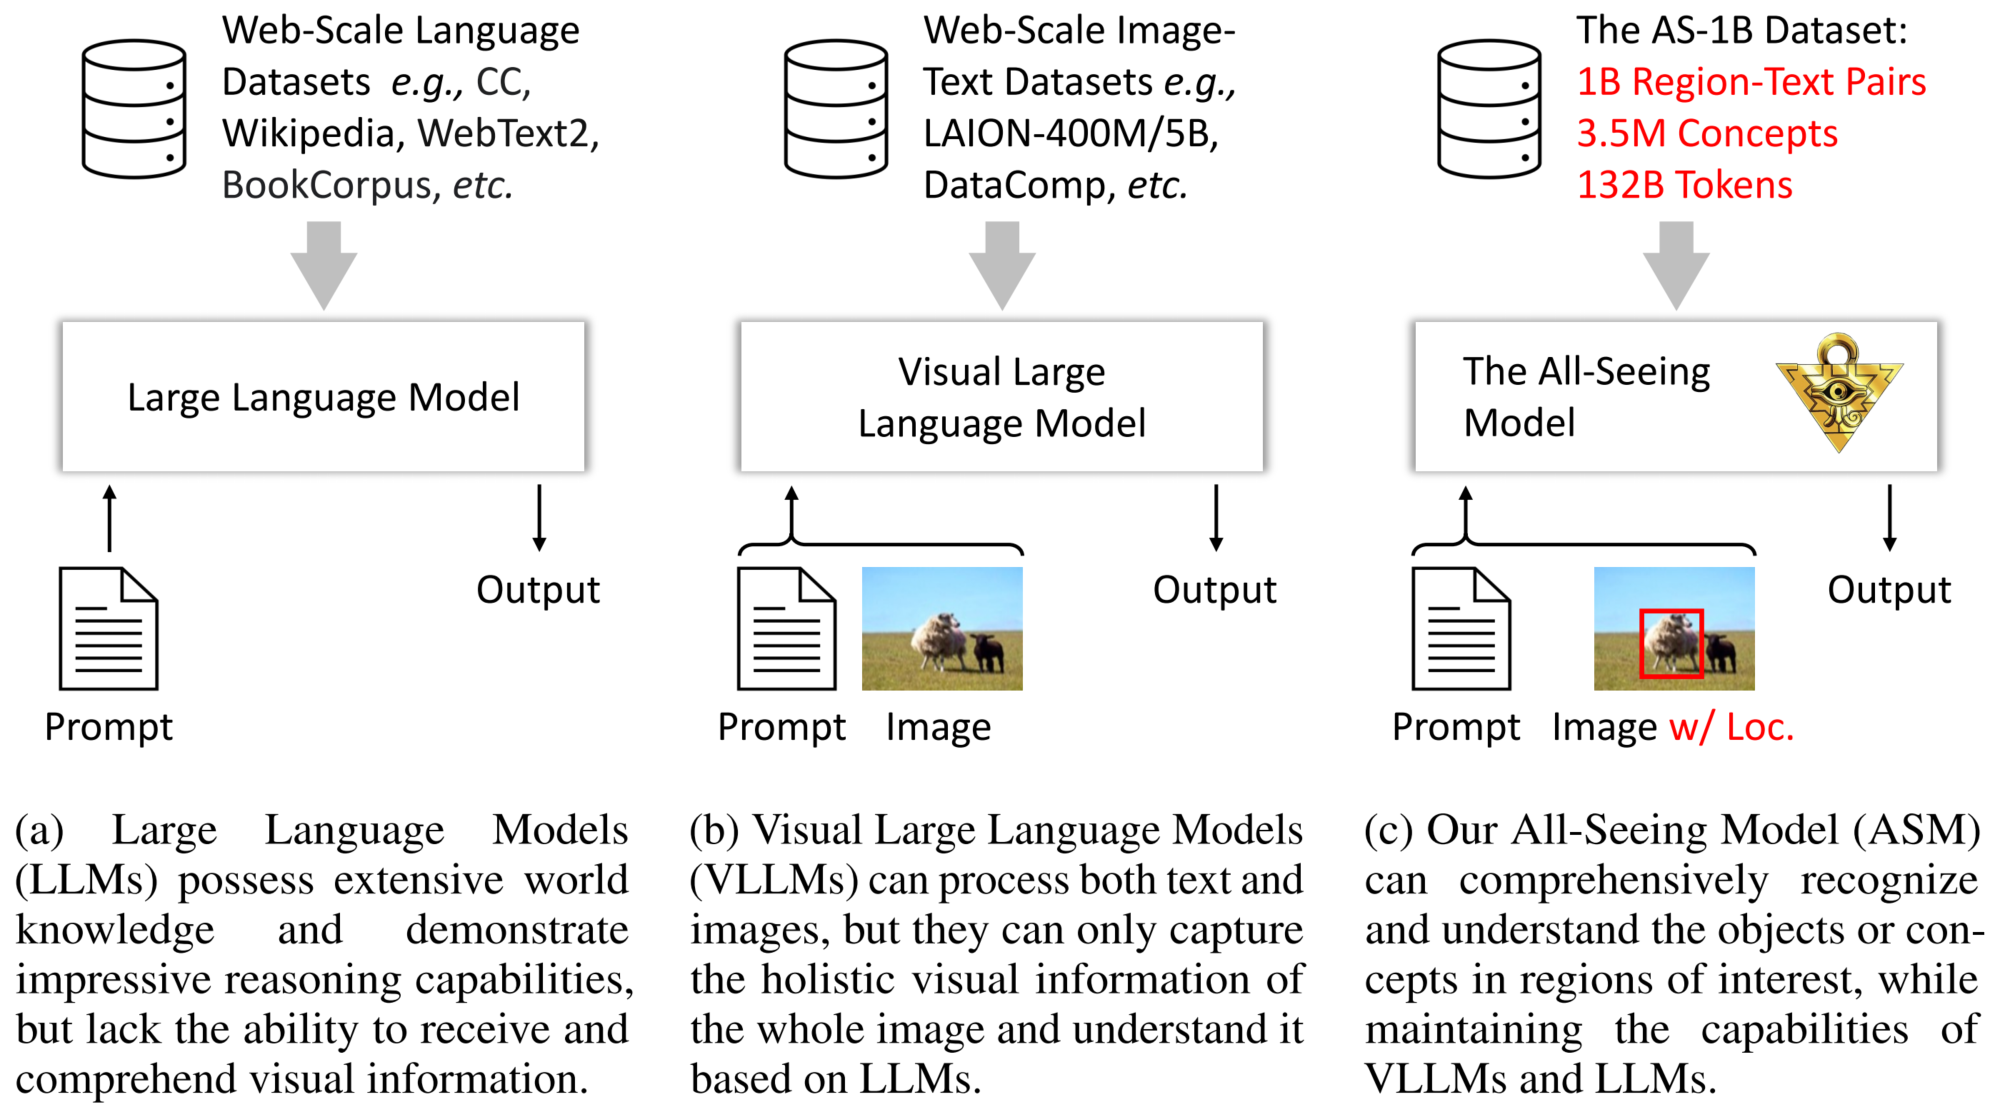 Web-Scale Language
Datasets e.g., CC,
Wikipedia, WebText2,
BookCorpus, etc.
Large Language Model
Prompt
Output
(a) Large Language Models
(LLMs) possess extensive world
knowledge and demonstrate
impressive reasoning capabilities,
but lack the ability to receive and
comprehend visual information.
Web-Scale Image-
Text Datasets e.g.,
LAION-400M/5B,
DataComp, etc.
Visual Large
Language Model
Prompt
Image
Output
(b) Visual Large Language Models
(VLLMs) can process both text and
images, but they can only capture
the holistic visual information of
the whole image and understand it
based on LLMs.
The AS-1B Dataset:
1B Region-Text Pairs
3.5M Concepts
132B Tokens
The All-Seeing
Model
Prompt
Image w/ Loc.
Output
(c) Our All-Seeing Model (ASM)
can comprehensively recognize
and understand the objects or con-
cepts in regions of interest, while
maintaining the capabilities of
VLLMs and LLMs.